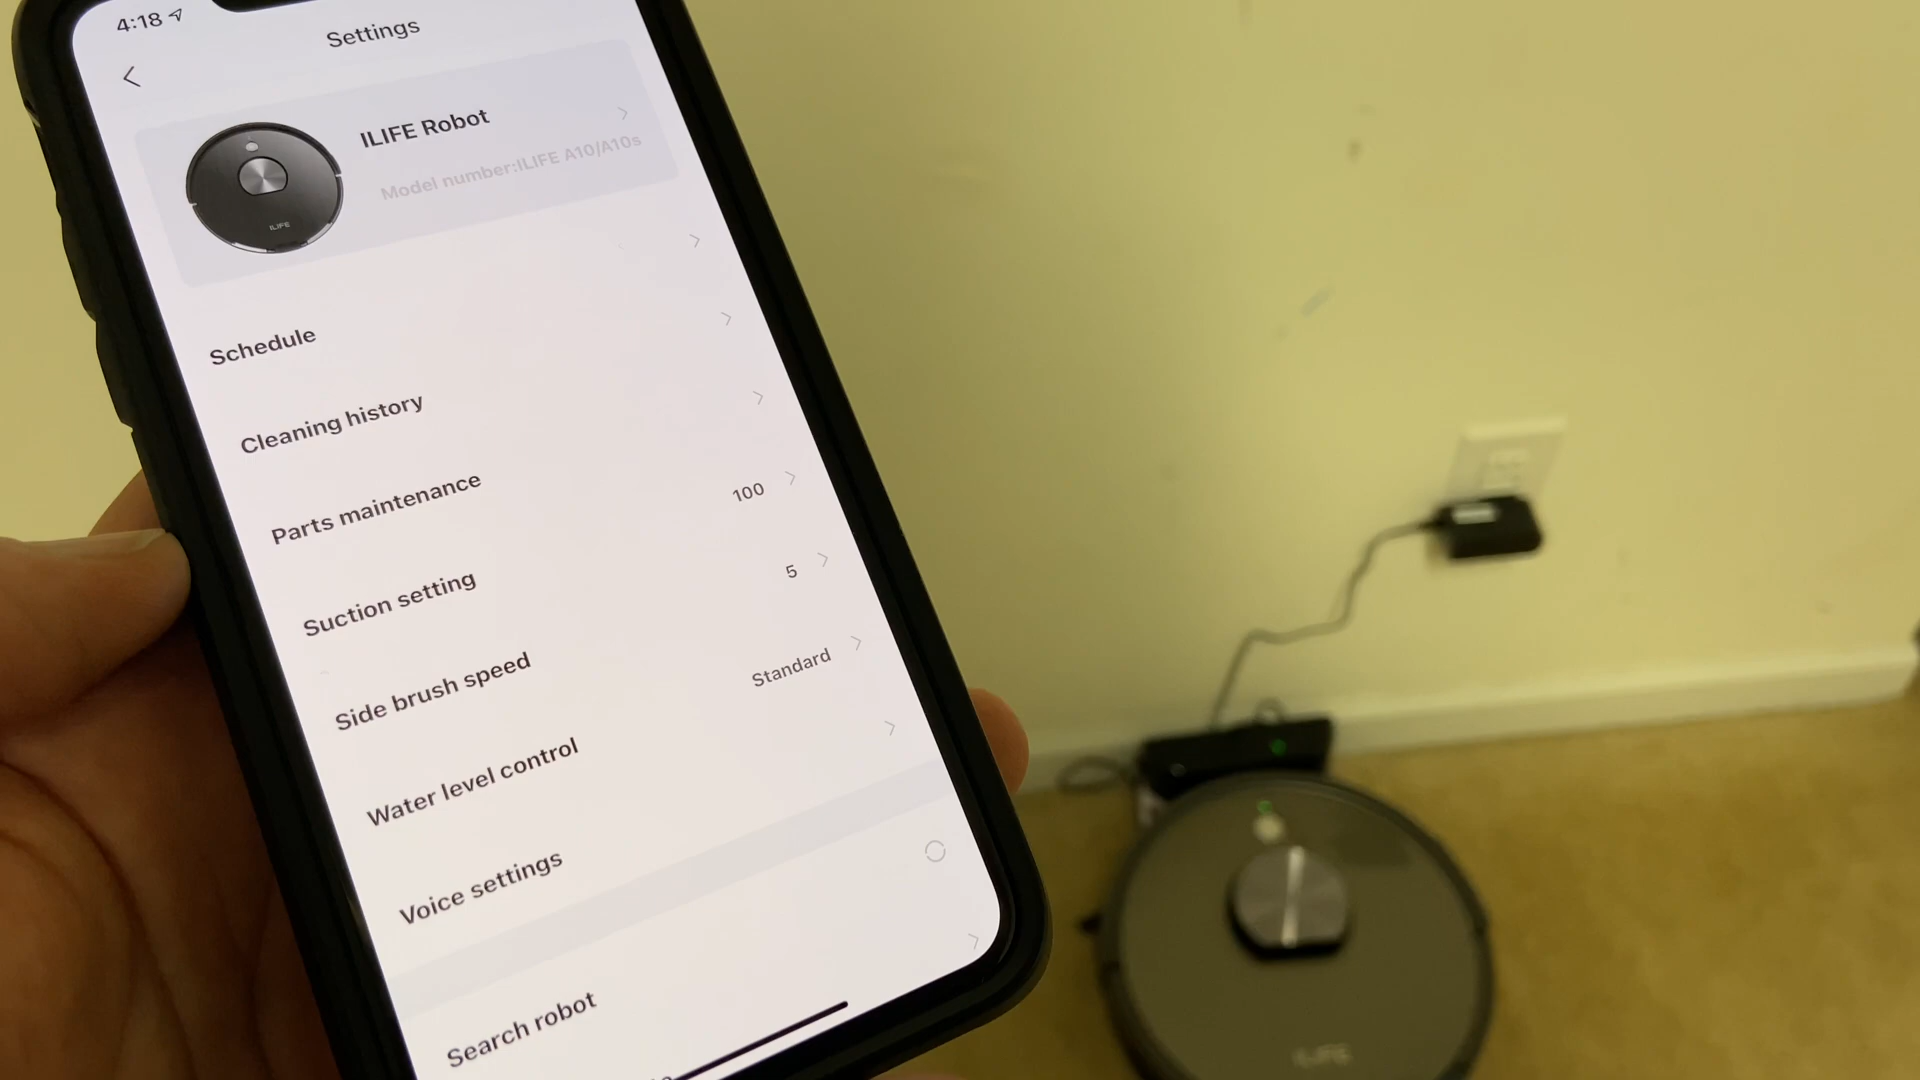 4:18
Settings
ILIFE Robot
Model number:ILIFE A10/A10s
ILIFE
Schedule
Cleaning history
Parts maintenance
Suction setting 100
Side brush speed 5
Water level control Standard
Voice settings
Search robot
ILIFE